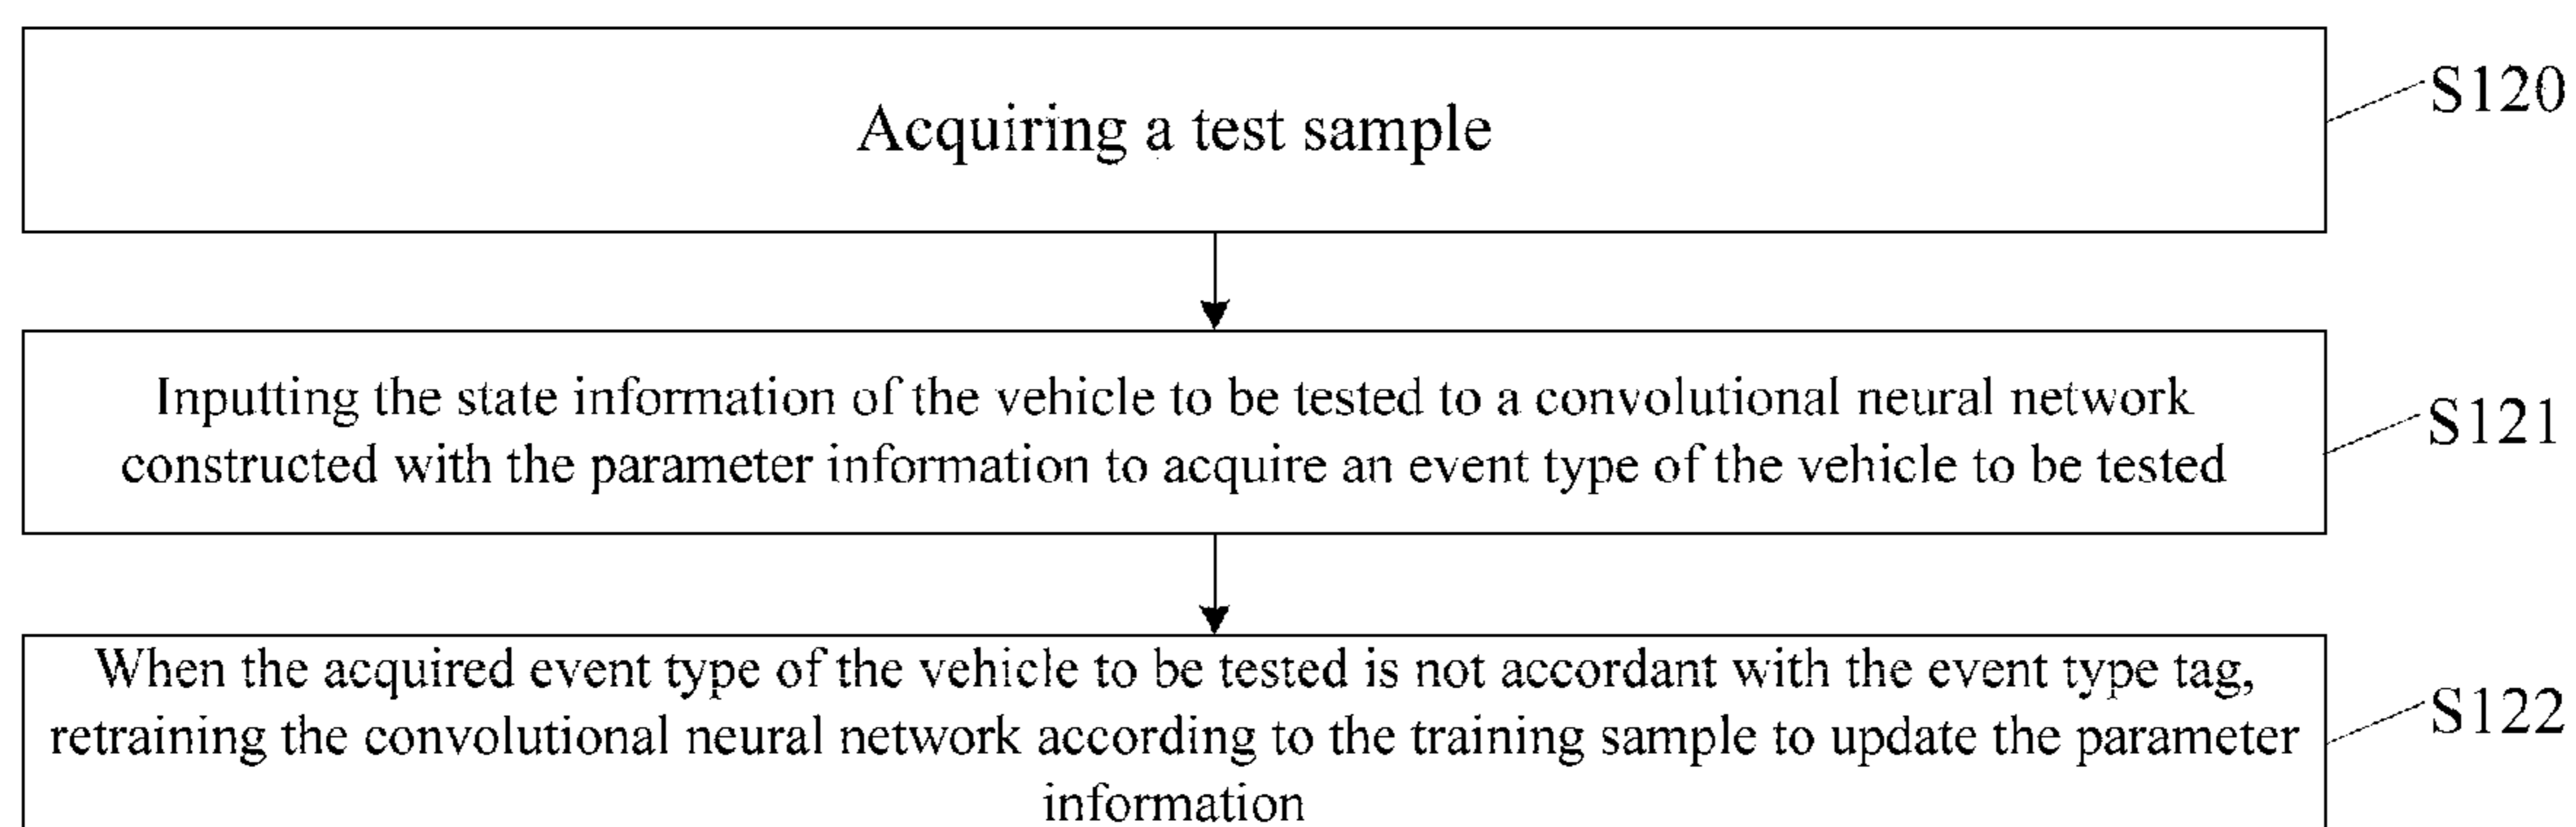 Acquiring a test sample
S120
Inputting the state information of the vehicle to be tested to a convolutional neural network
constructed with the parameter information to acquire an event type of the vehicle to be tested
S121
When the acquired event type of the vehicle to be tested is not accordant with the event type tag,
retraining the convolutional neural network according to the training sample to update the parameter
information
S122